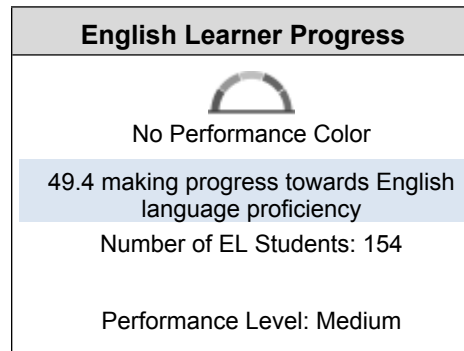 English Learner Progress
No Performance Color
49.4 making progress towards English
language proficiency
Number of EL Students: 154
Performance Level: Medium